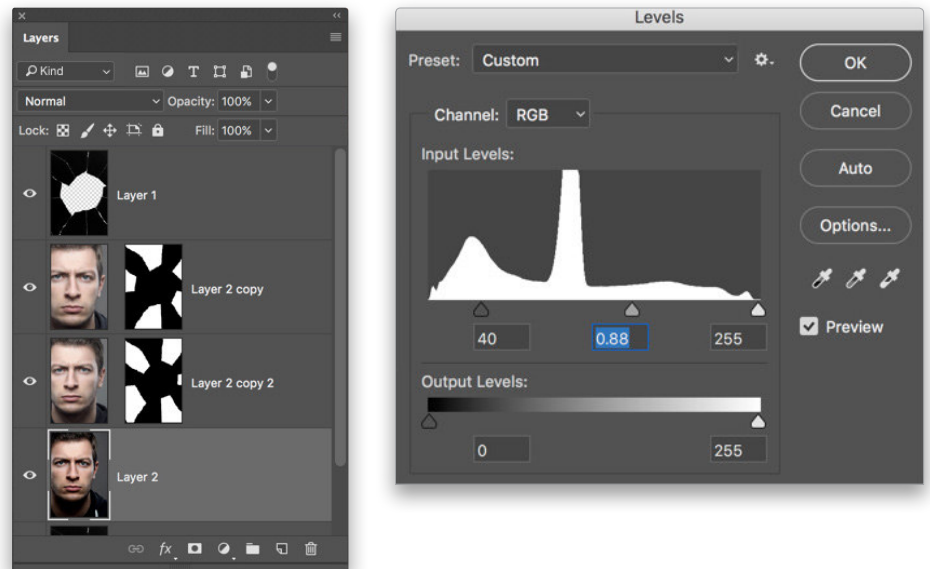 Layers
Kind
Normal
Opacity: 100%
Lock:
Fill: 100%
Layer 1
Layer 2 copy
Layer 2 copy 2
Layer 2
fx
Levels
Preset: Custom
OK
Cancel
Auto
Options...
Channel: RGB
Input Levels:
40 0.88 255
Preview
Output Levels:
0 255